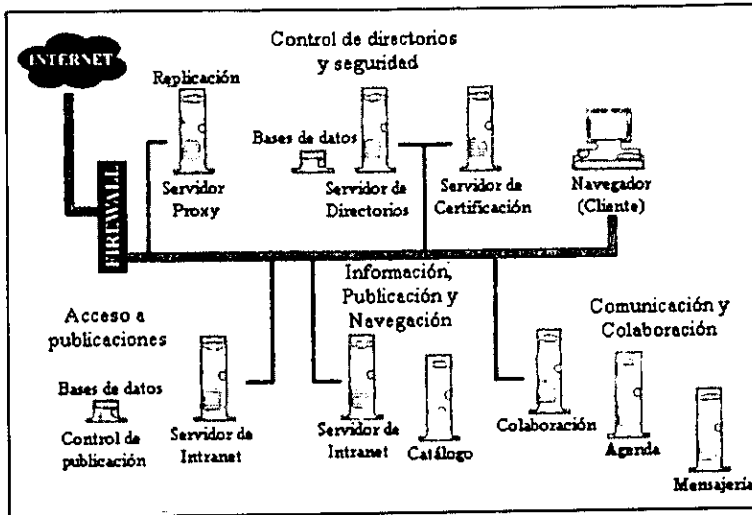 INTERNET
Control de directorios
y seguridad
Replicación
Bases de datos
Servidor
Proxy
Servidor de
Directorios
Servidor de
Certificación
Navegador
(Cliente)
FIREWALL
Información,
Publicación y
Navegación
Acceso a
publicaciones
Comunicación y
Colaboración
Bases de datos
Control de
publicación
Servidor de
Intranet
Servidor de
Intranet
Catálogo
Colaboración
Agenda
Mensajería